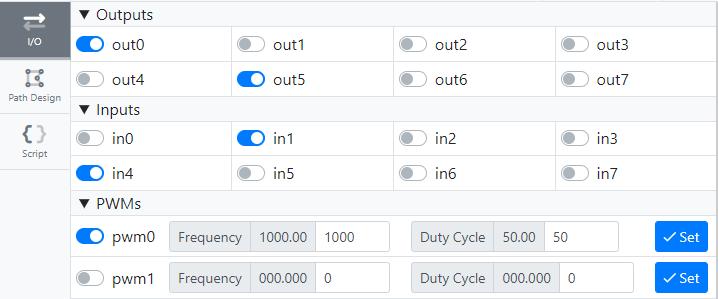 I/O
Path Design
Script
▼ Outputs
out0 out1 out2 out3
out4 out5 out6 out7
▼ Inputs
in0 in1 in2 in3
in4 in5 in6 in7
▼ PWMs
pwm0 Frequency 1000.00 1000 Duty Cycle 50.00 50 ✓ Set
pwm1 Frequency 000.000 0 Duty Cycle 000.000 0 ✓ Set